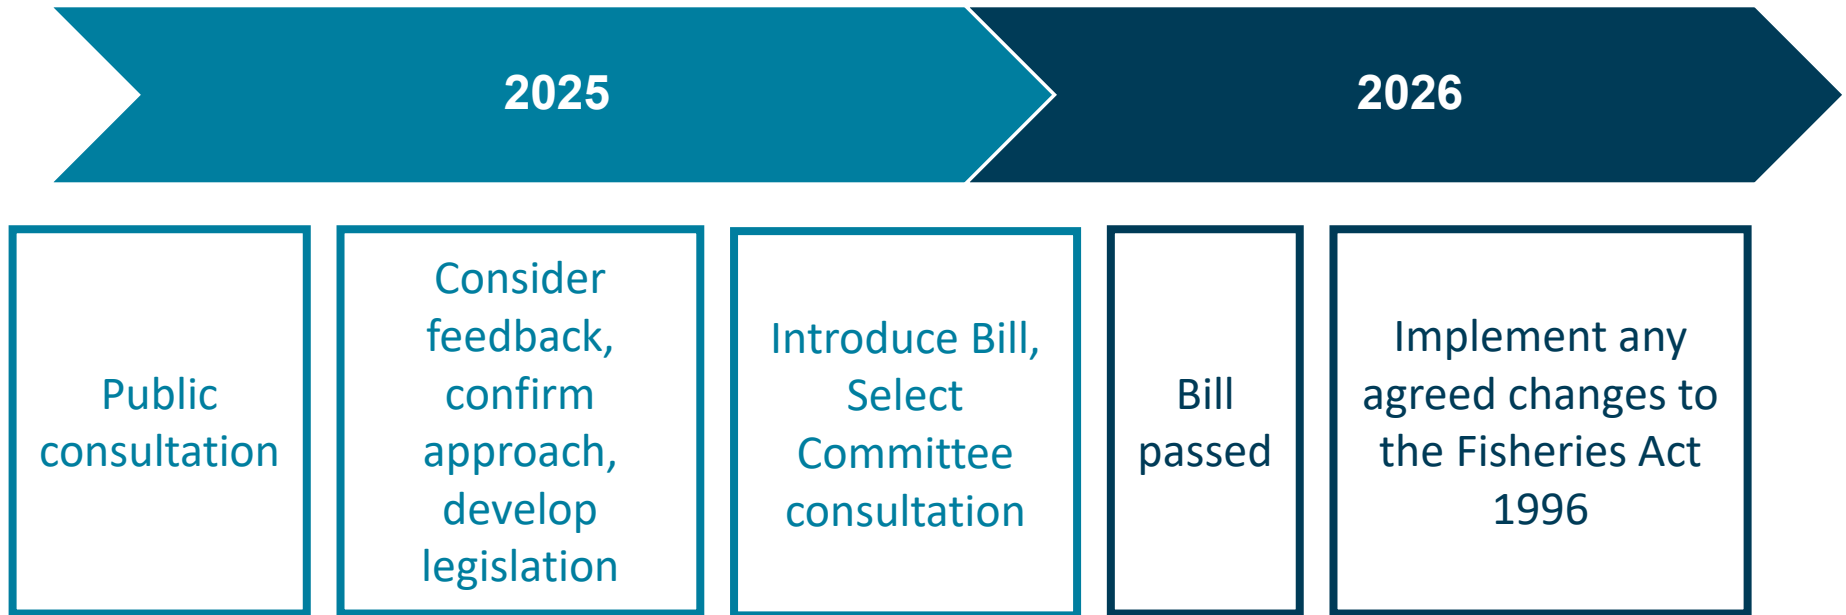 2025
2026
Public
consultation
Consider
feedback,
confirm
approach,
develop
legislation
Introduce Bill,
Select
Committee
consultation
Bill
passed
Implement any
agreed changes to
the Fisheries Act
1996